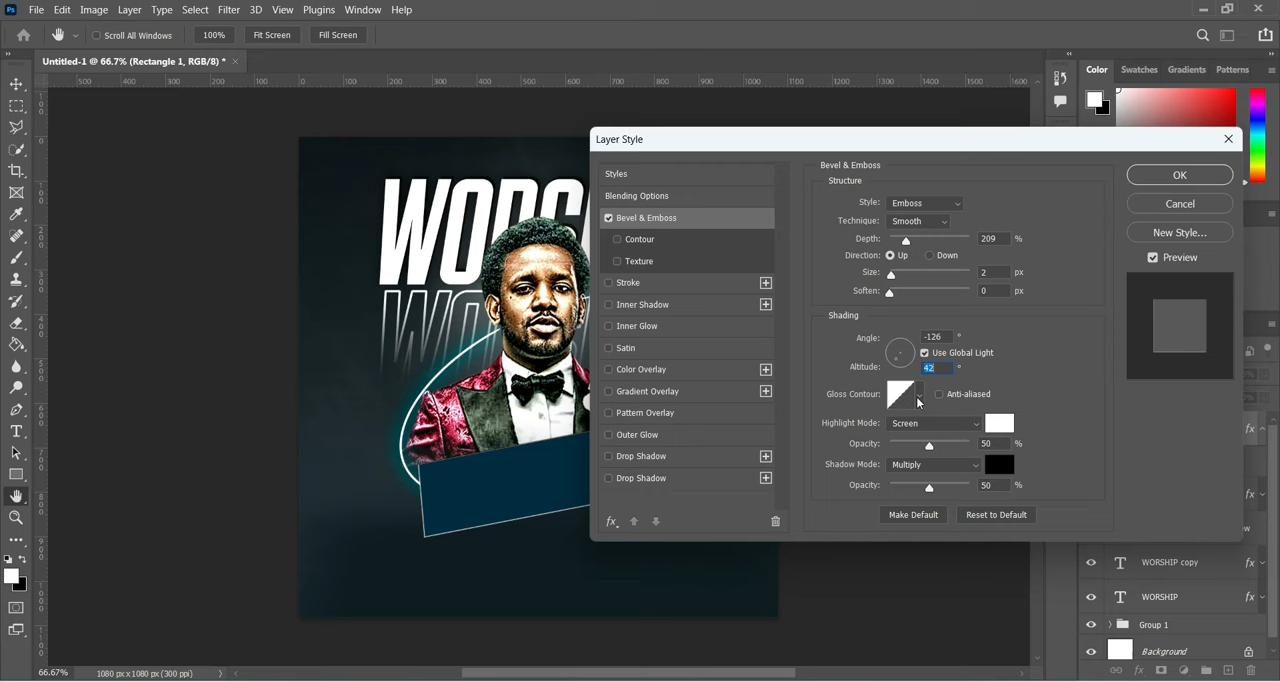 Ps File Edit Image Layer Type Select Filter 3D View Plugins Window Help
Scroll All Windows 100% Fit Screen Fill Screen
Untitled-1 @ 66.7% (Rectangle 1, RGB/8) *
Color Swatches Gradients Patterns
WORS
WO
Layer Style
Styles
Blending Options
Bevel & Emboss
Contour
Texture
Stroke
Inner Shadow
Inner Glow
Satin
Color Overlay
Gradient Overlay
Pattern Overlay
Outer Glow
Drop Shadow
Drop Shadow
fx
Bevel & Emboss
Structure
Style: Emboss
Technique: Smooth
Depth: 209 %
Direction: Up Down
Size: 2 px
Soften: 0 px
Shading
Angle: -126 °
Use Global Light
Altitude: 42 °
Gloss Contour: Anti-aliased
Highlight Mode: Screen
Opacity: 50 %
Shadow Mode: Multiply
Opacity: 50 %
Make Default Reset to Default
OK
Cancel
New Style...
Preview
WORSHIP copy fx
WORSHIP fx
Group 1
Background
66.67% 1080 px x 1080 px (300 ppi)